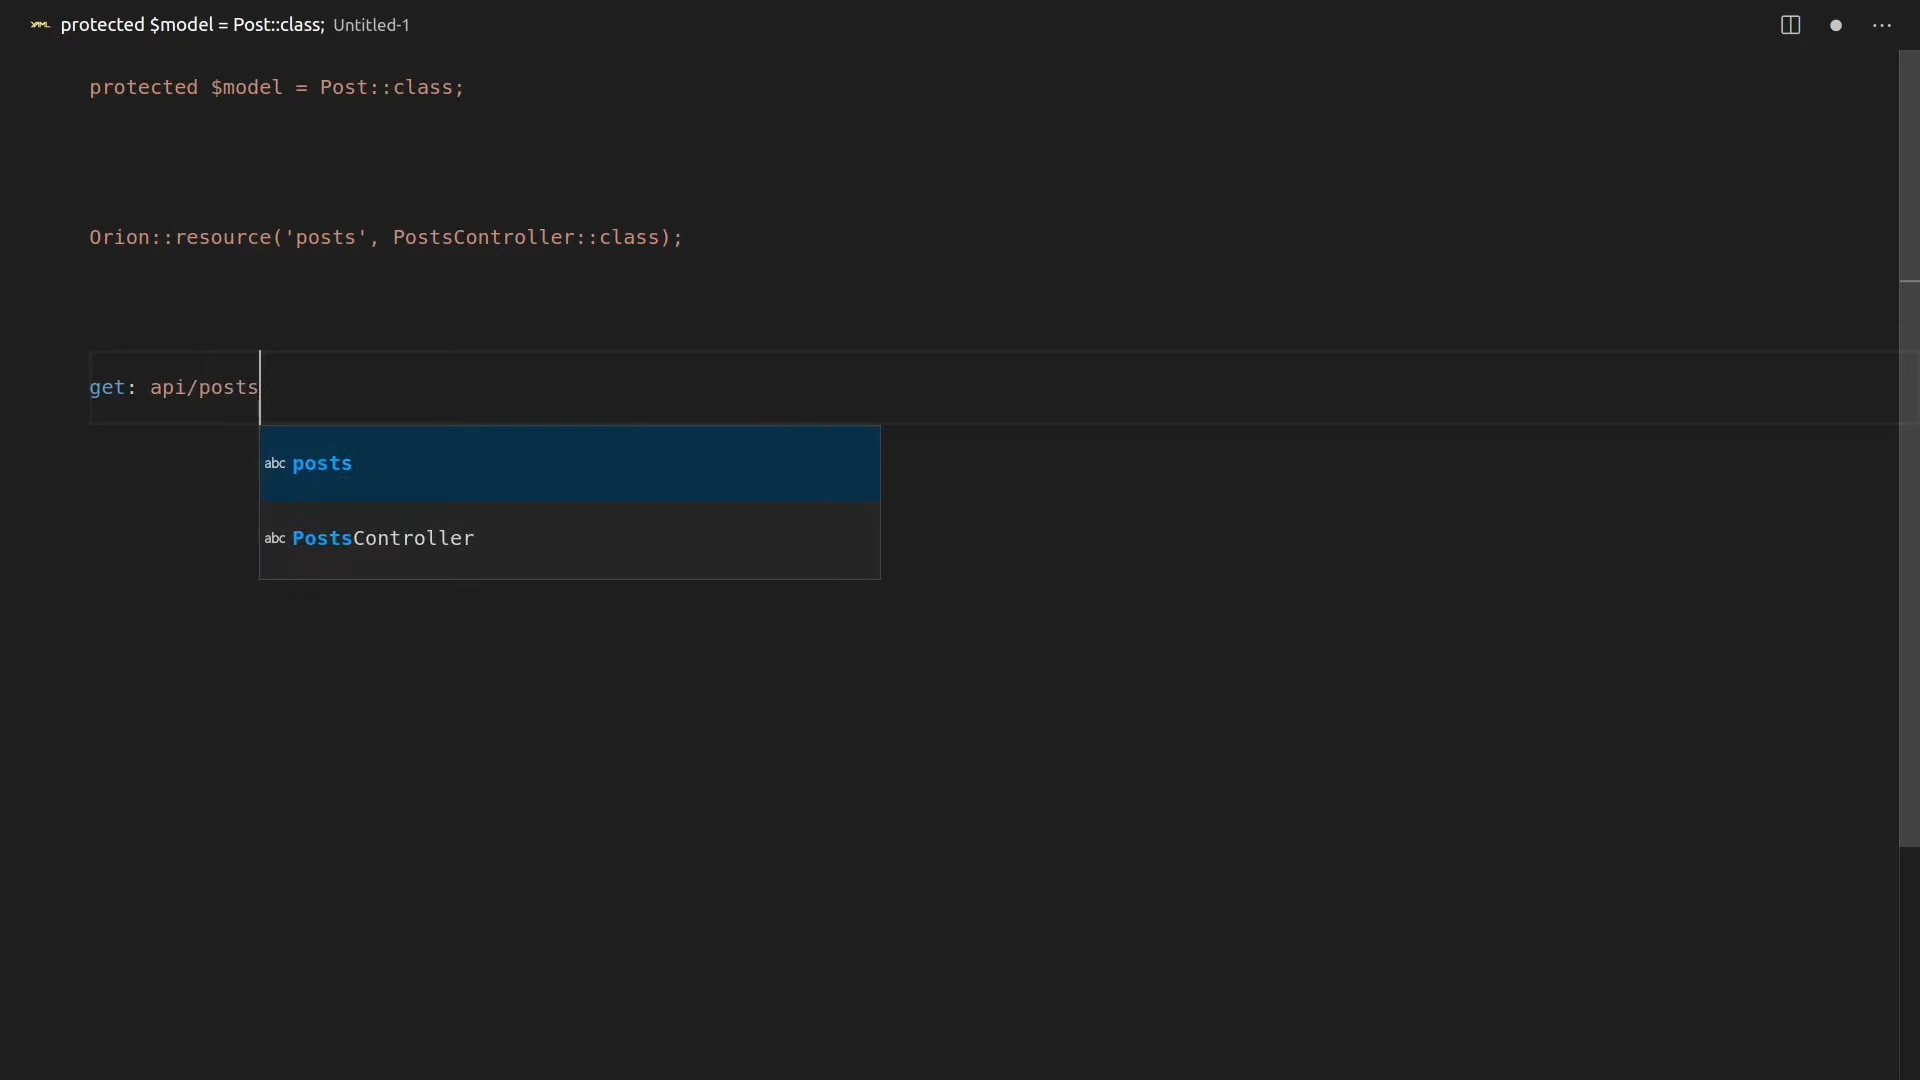 YAML protected $model = Post::class; Untitled-1
protected $model = Post::class;
Orion::resource('posts', PostsController::class);
get: api/posts
abc posts
abc PostsController